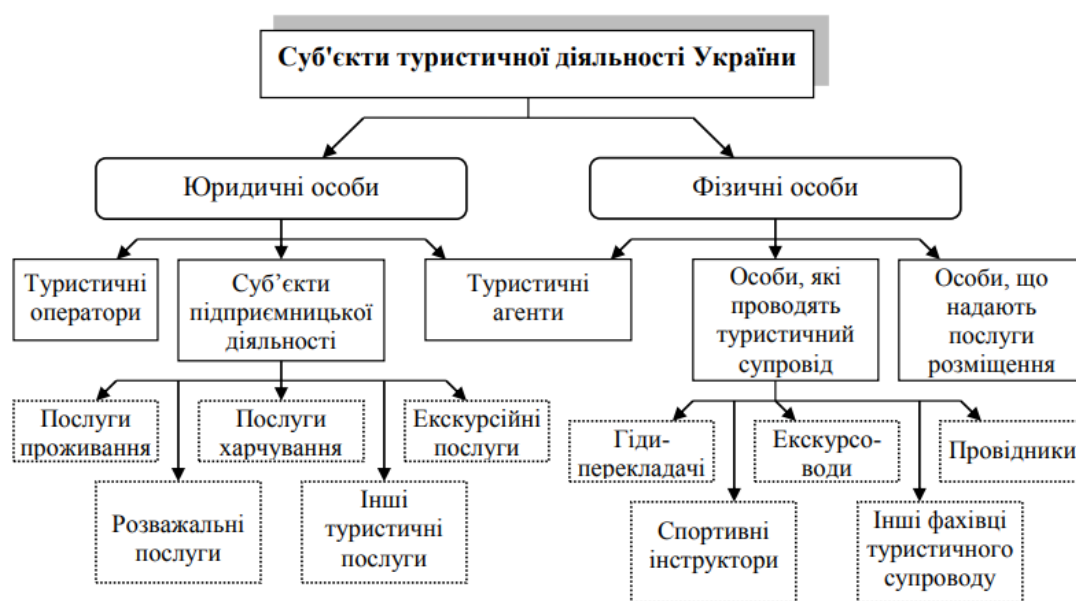 Суб'єкти туристичної діяльності України
Юридичні особи
Фізичні особи
Туристичні
оператори
Суб’єкти
підприємницької
діяльності
Туристичні
агенти
Особи, які
проводять
туристичний
супровід
Особи, що
надають
послуги
розміщення
Послуги
проживання
Послуги
харчування
Екскурсійні
послуги
Розважальні
послуги
Інші
туристичні
послуги
Гіди-
перекладачі
Екскурсо-
води
Провідники
Спортивні
інструктори
Інші фахівці
туристичного
супроводу